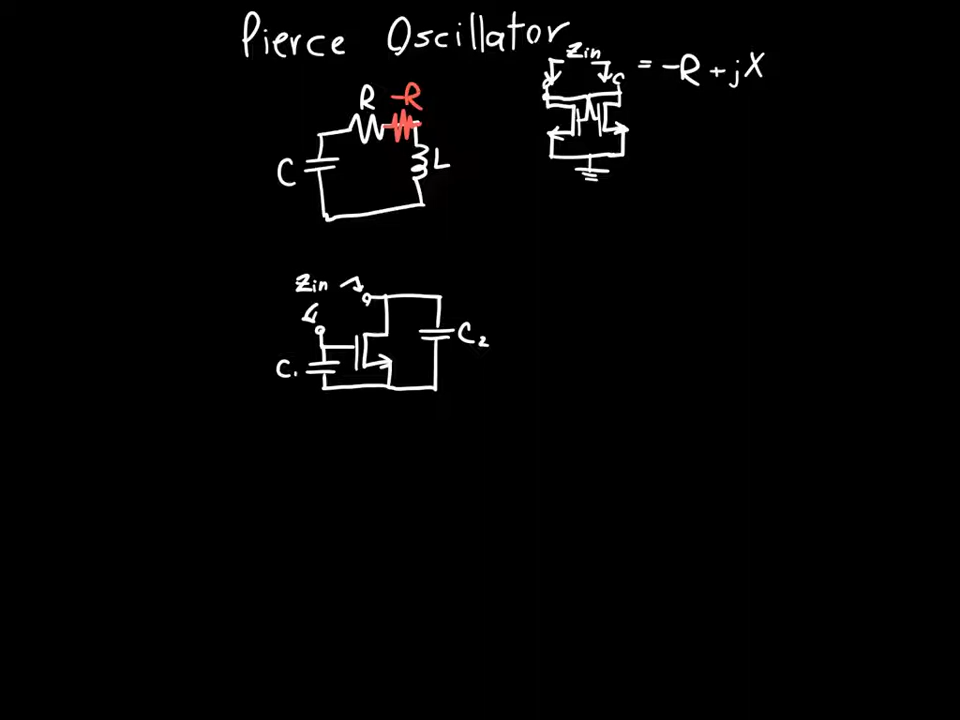 Pierce Oscillator
Zin = -R + jX
R -R
C
L
Zin
C1
C2